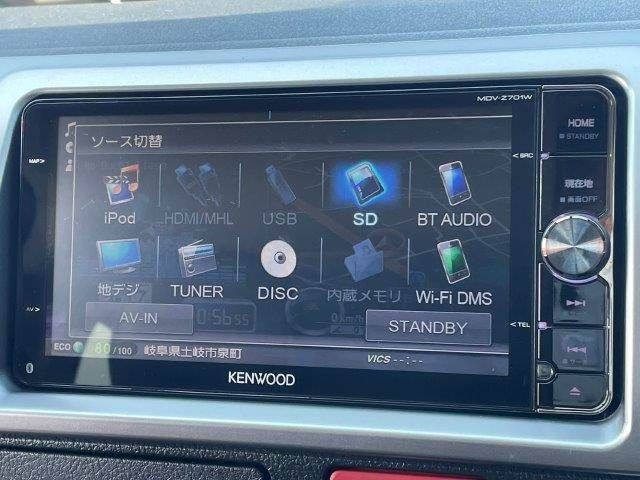 MDV-Z701W
ソース切替
MAP
SRC
HOME
STANDBY
現在地
画面OFF
iPod
HDMI/MHL
USB
SD
BT AUDIO
地デジ
TUNER
DISC
内蔵メモリ
Wi-Fi DMS
AV
AV-IN
STANDBY
TEL
ECO
/100
岐阜県土岐市泉町
VICS --:--
KENWOOD